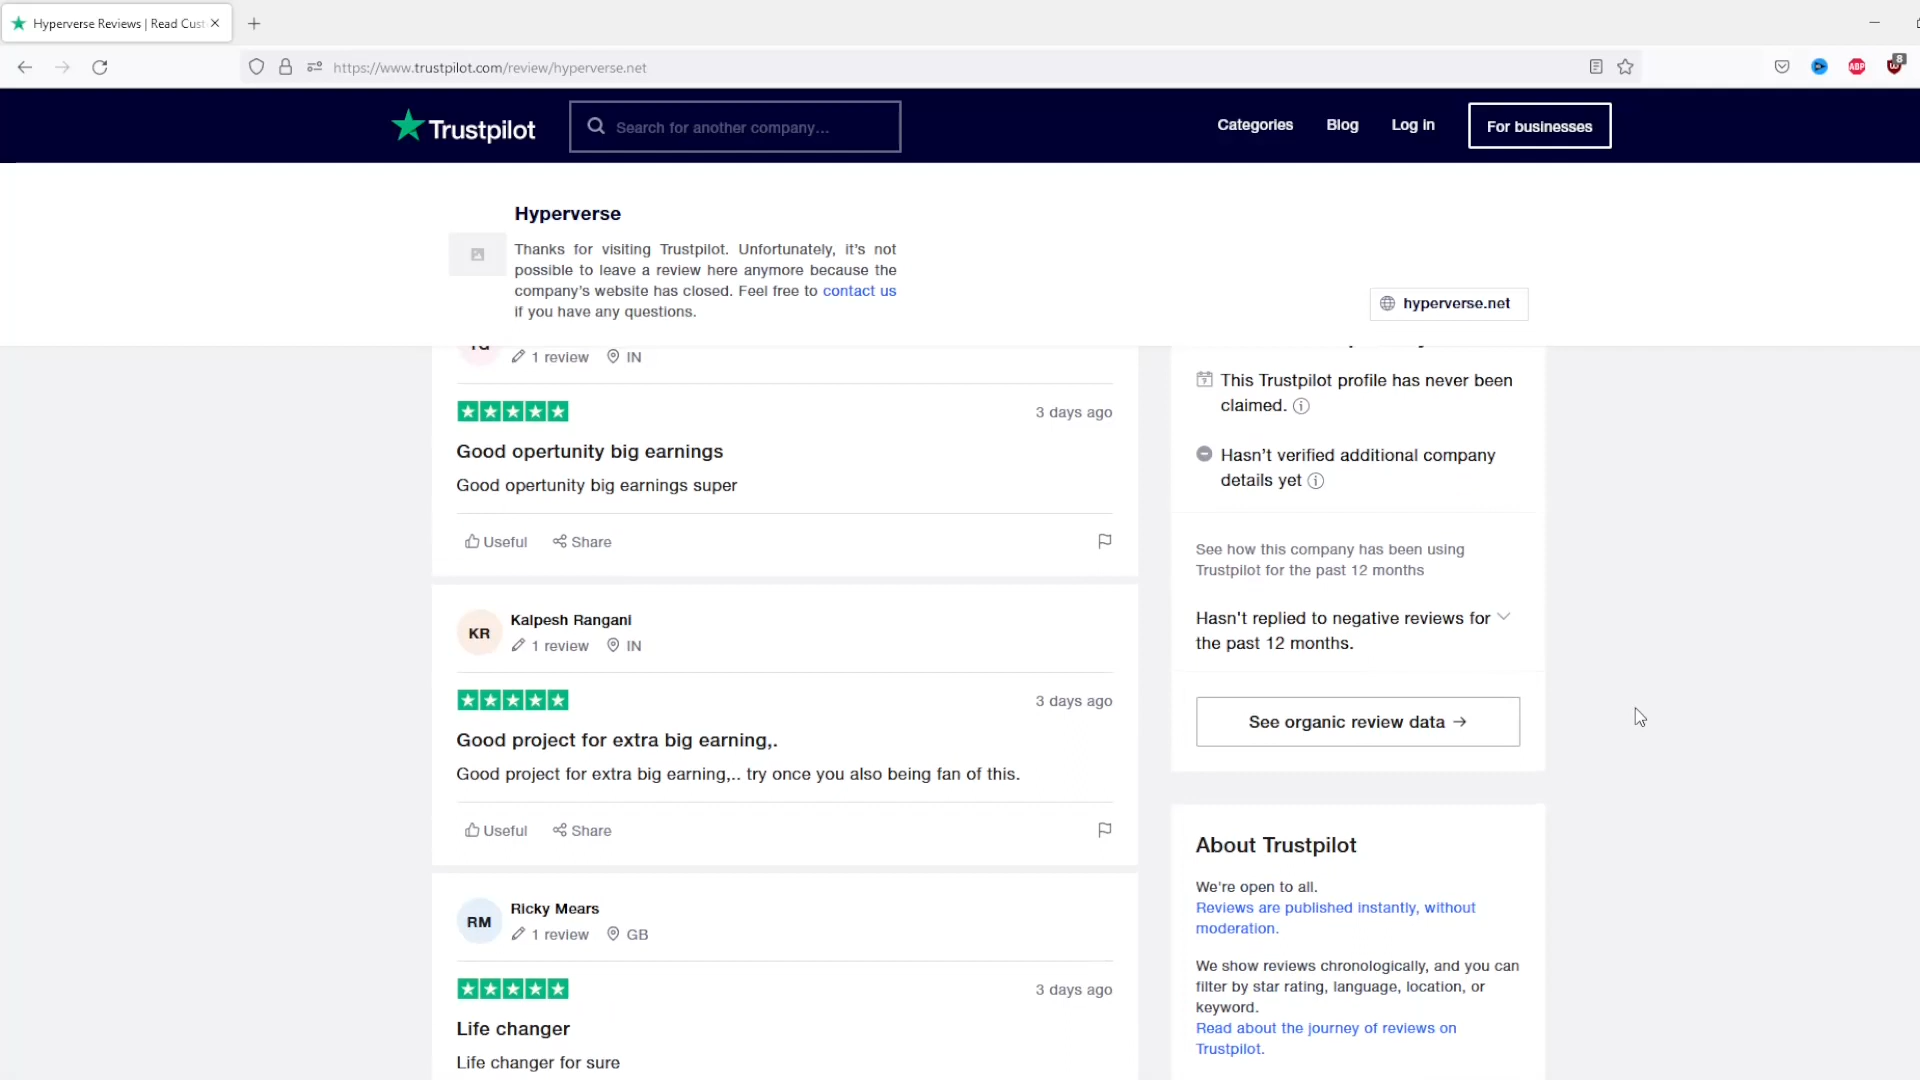 Hyperverse Reviews | Read Cust
https://www.trustpilot.com/review/hyperverse.net
ABP
8
Trustpilot
Search for another company...
Categories
Blog
Log in
For businesses
Hyperverse
Thanks for visiting Trustpilot. Unfortunately, it's not
possible to leave a review here anymore because the
company's website has closed. Feel free to contact us
if you have any questions.
hyperverse.net
1 review
IN
3 days ago
Good opertunity big earnings
Good opertunity big earnings super
Useful
Share
KR
Kalpesh Rangani
1 review
IN
3 days ago
Good project for extra big earning,.
Good project for extra big earning,.. try once you also being fan of this.
Useful
Share
RM
Ricky Mears
1 review
GB
3 days ago
Life changer
Life changer for sure
This Trustpilot profile has never been
claimed.
Hasn't verified additional company
details yet
See how this company has been using
Trustpilot for the past 12 months
Hasn't replied to negative reviews for
the past 12 months.
See organic review data →
About Trustpilot
We're open to all.
Reviews are published instantly, without
moderation.
We show reviews chronologically, and you can
filter by star rating, language, location, or
keyword.
Read about the journey of reviews on
Trustpilot.